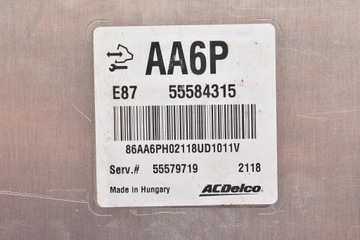 AA6P
E87 55584315
86AA6PH02118UD1011V
Serv.# 55579719 2118
Made in Hungary ACDelco